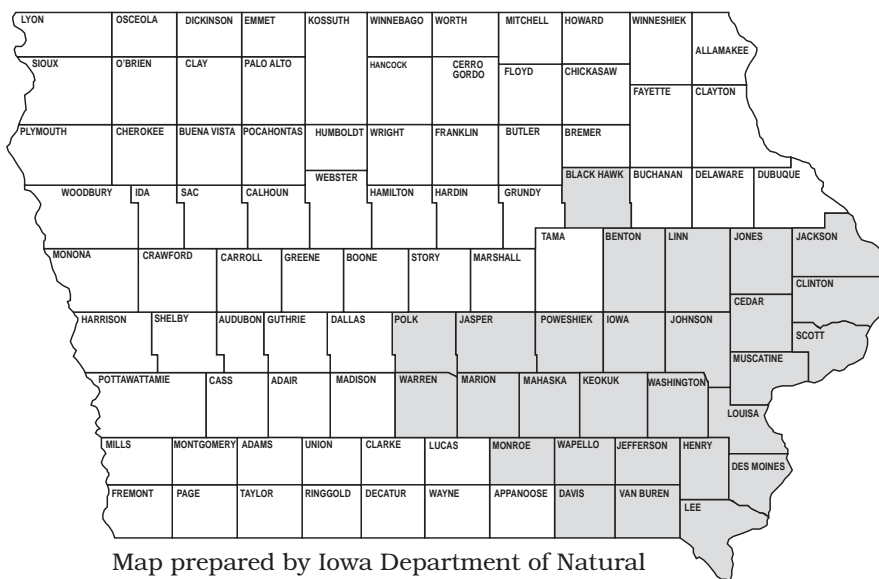 LYON OSCEOLA DICKINSON EMMET KOSSUTH WINNEBAGO WORTH MITCHELL HOWARD WINNESHIEK
ALLAMAKEE
SIOUX O'BRIEN CLAY PALO ALTO HANCOCK CERRO
GORDO FLOYD CHICKASAW
FAYETTE CLAYTON
PLYMOUTH CHEROKEE BUENA VISTA POCAHONTAS HUMBOLDT WRIGHT FRANKLIN BUTLER BREMER
BLACK HAWK BUCHANAN DELAWARE DUBUQUE
WEBSTER
WOODBURY IDA SAC CALHOUN HAMILTON HARDIN GRUNDY
TAMA BENTON LINN JONES JACKSON
MONONA CRAWFORD CARROLL GREENE BOONE STORY MARSHALL
CLINTON
CEDAR
HARRISON SHELBY AUDUBON GUTHRIE DALLAS POLK JASPER POWESHIEK IOWA JOHNSON
SCOTT
MUSCATINE
POTTAWATTAMIE CASS ADAIR MADISON WARREN MARION MAHASKA KEOKUK WASHINGTON
LOUISA
MILLS MONTGOMERY ADAMS UNION CLARKE LUCAS MONROE WAPELLO JEFFERSON HENRY
DES MOINES
FREMONT PAGE TAYLOR RINGGOLD DECATUR WAYNE APPANOOSE DAVIS VAN BUREN
LEE
Map prepared by Iowa Department of Natural